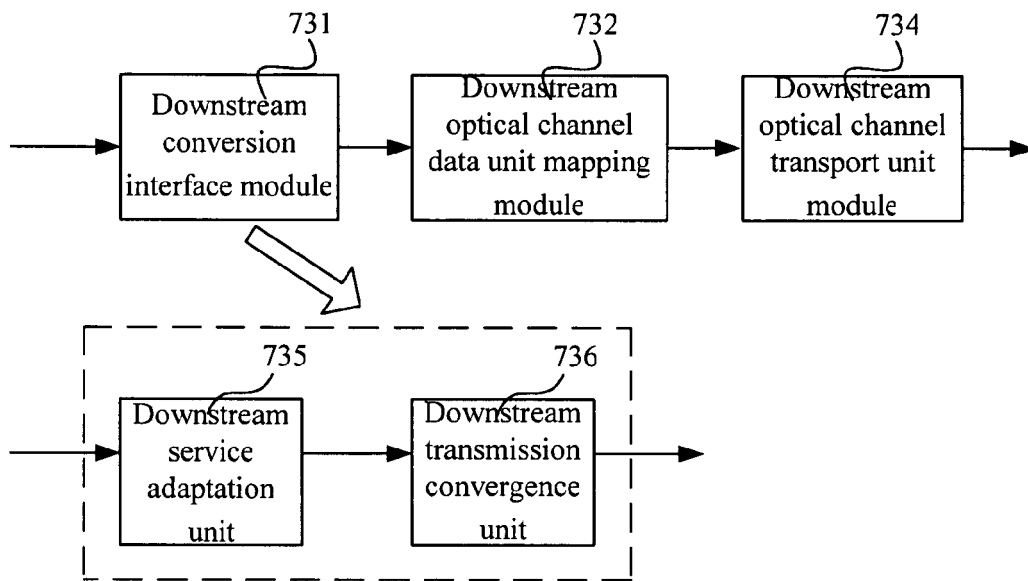 731
732
734
Downstream
conversion
interface module
Downstream
optical channel
data unit mapping
module
Downstream
optical channel
transport unit
module
735
736
Downstream
service
adaptation
unit
Downstream
transmission
convergence
unit